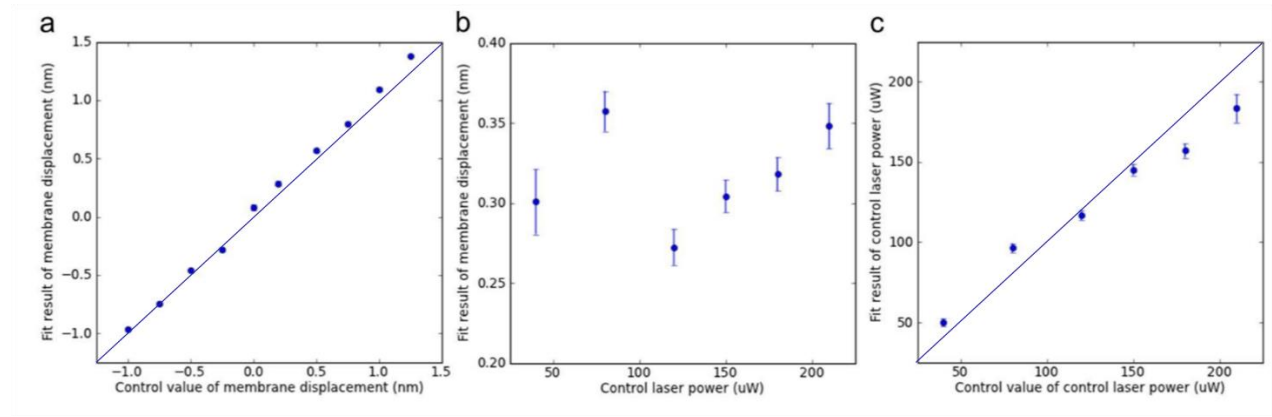 a
1.5
1.0
0.5
0.0
−0.5
−1.0
Fit result of membrane displacement (nm)
−1.0 −0.5 0.0 0.5 1.0 1.5
Control value of membrane displacement (nm)
b
0.40
0.35
0.30
0.25
0.20
Fit result of membrane displacement (nm)
50 100 150 200
Control laser power (uW)
c
200
150
100
50
Fit result of control laser power (uW)
50 100 150 200
Control value of control laser power (uW)